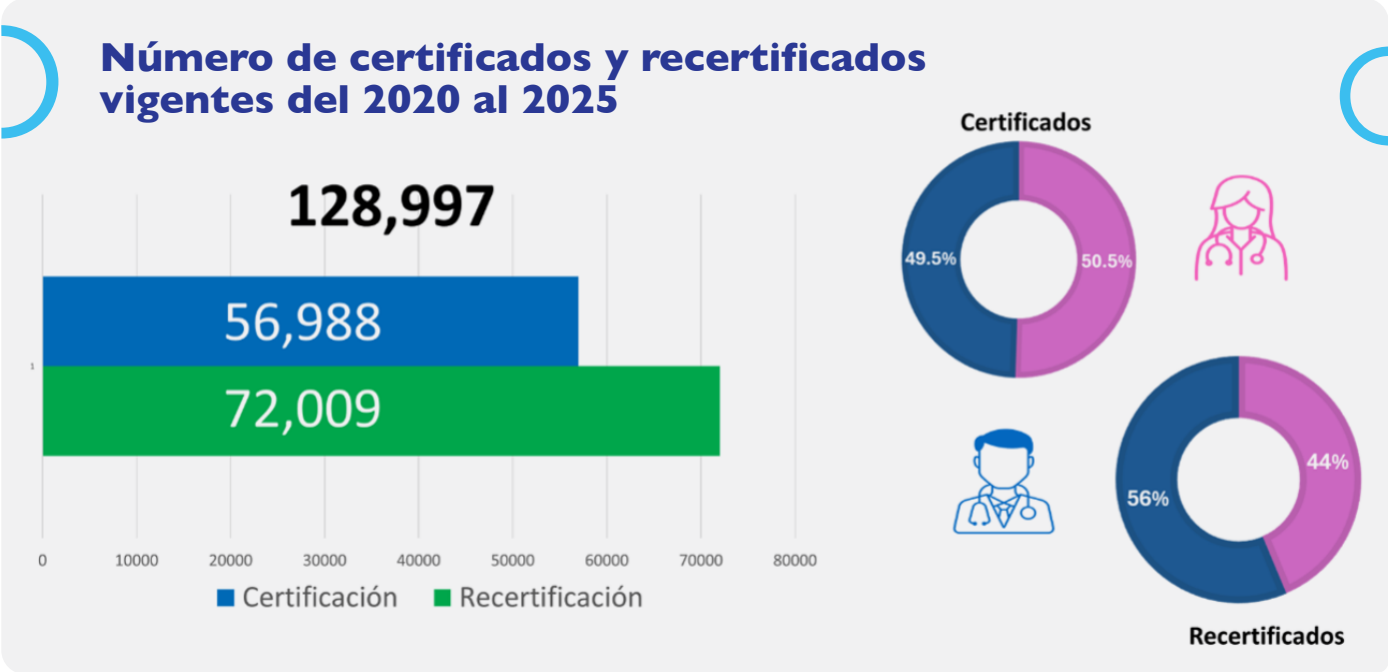 Número de certificados y recertificados
vigentes del 2020 al 2025
128,997
56,988
1
72,009
0 10000 20000 30000 40000 50000 60000 70000 80000
Certificación Recertificación
Certificados
49.5% 50.5%
44%
56%
Recertificados